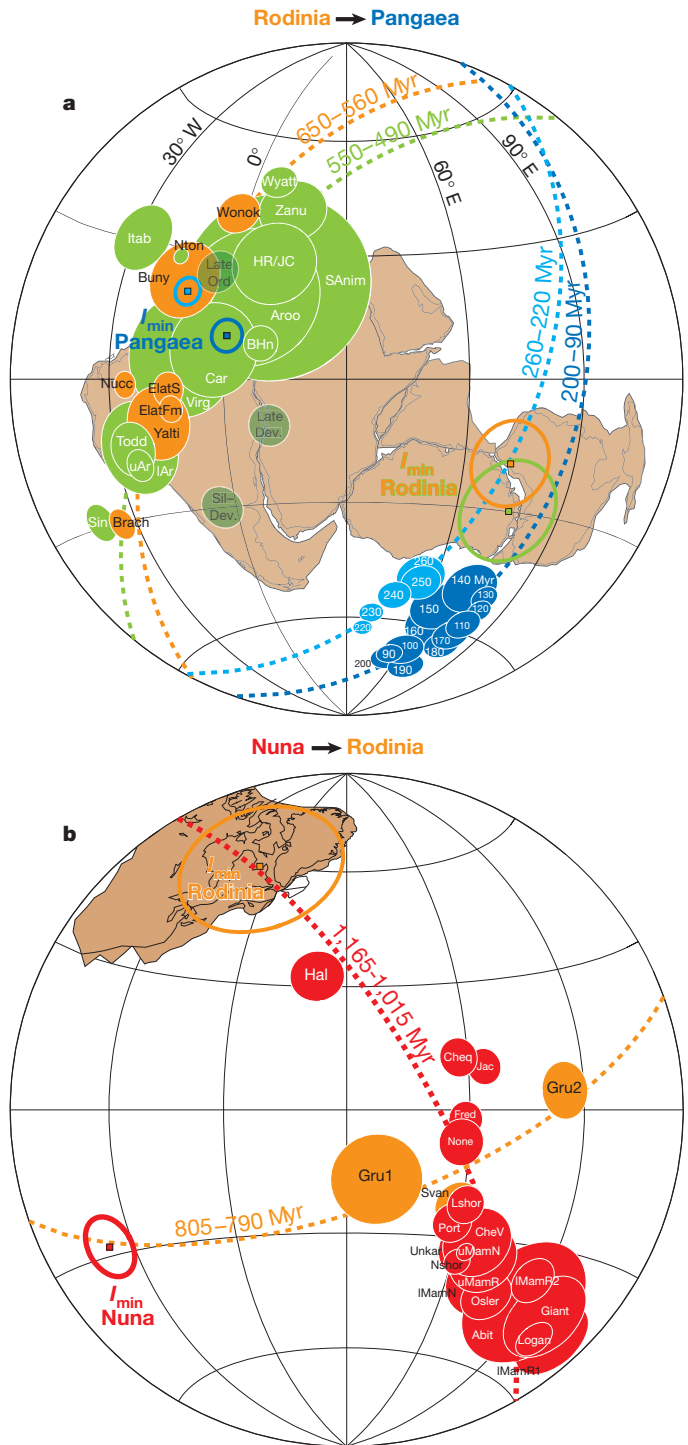 Rodinia → Pangaea
a
30° W
0°
60° E
90° E
650–560 Myr
550–490 Myr
260–220 Myr
200–90 Myr
Wyatt
Wonok
Zanu
Itab
Nton
Buny
Late
Ord
HR/JC
SAnim
Aroo
Imin
Pangaea
BHn
Car
Nucc
ElatS
Virg
ElatFm
Yalti
Late
Dev.
Todd
uAr
lAr
Imin
Rodinia
Sil–
Dev.
Sin
Brach
260
250
140 Myr
240
130
150
120
230
220
160
110
100
170
180
90
200
190
Nuna → Rodinia
b
Imin
Rodinia
1,165–1,015 Myr
Hal
Cheq
Jac
Gru2
Fred
None
Gru1
Svan
Lshor
805–790 Myr
Port
CheV
Unkar
uMamN
Nshor
uMamR
lMamR2
lMamN
Osler
Giant
Abit
Logan
lMamR1
Imin
Nuna